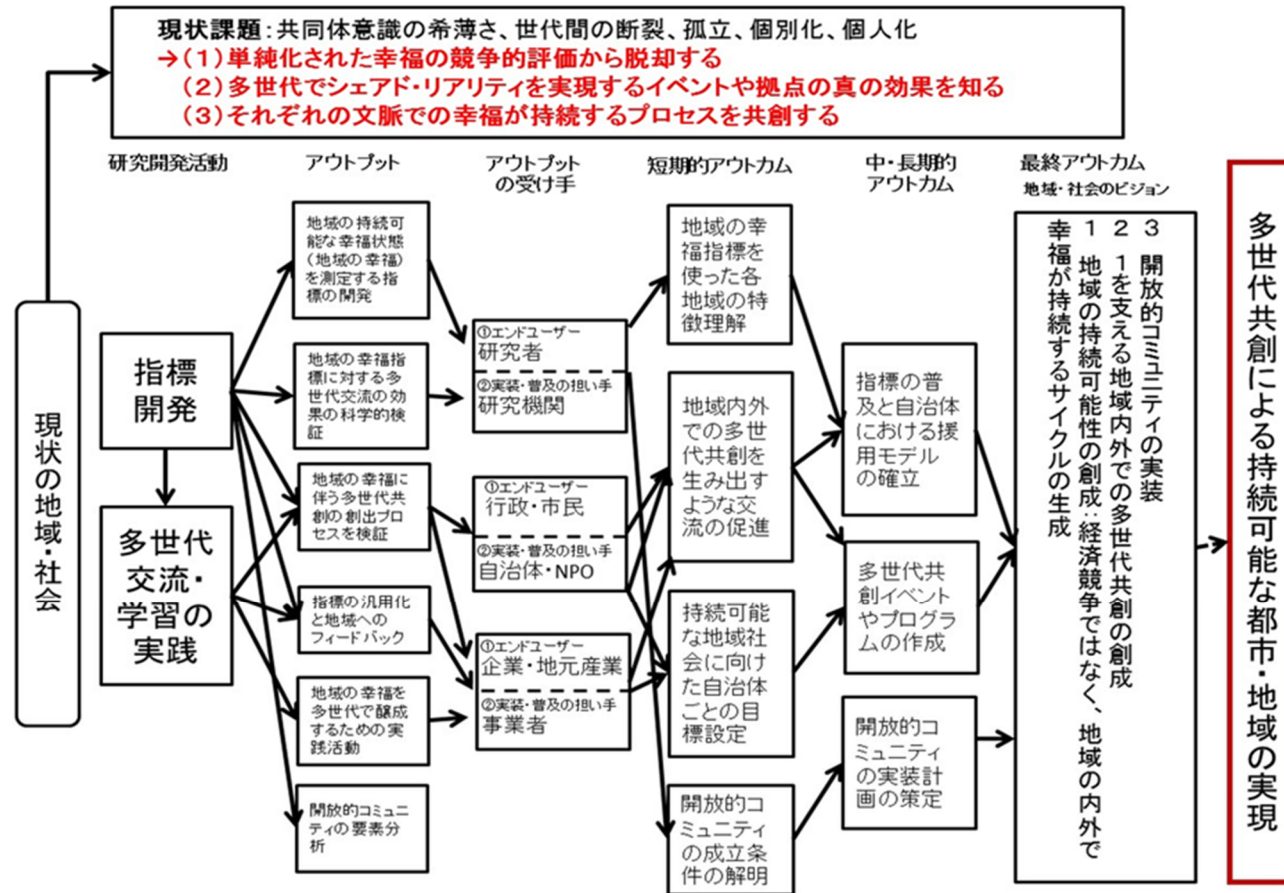 現状課題:共同体意識の希薄さ、世代間の断裂、孤立、個別化、個人化
→(1)単純化された幸福の競争的評価から脱却する
(2)多世代でシェアド・リアリティを実現するイベントや拠点の真の効果を知る
(3)それぞれの文脈での幸福が持続するプロセスを共創する
現状の地域・社会
研究開発活動
指標
開発
多世代
交流・
学習の
実践
アウトプット
地域の持続可
能な幸福状態
(地域の幸福)
を測定する指
標の開発
地域の幸福指
標に対する多
世代交流の効
果の科学的検
証
地域の幸福に
伴う多世代共
創の創出プロ
セスを検証
指標の汎用化
と地域への
フィードバック
地域の幸福を
多世代で醸成
するための実
践活動
開放的コミュニ
ティの要素分
析
アウトプット
の受け手
①エンドユーザー
研究者
②実装・普及の担い手
研究機関
①エンドユーザー
行政・市民
②実装・普及の担い手
自治体・NPO
①エンドユーザー
企業・地元産業
②実装・普及の担い手
事業者
短期的アウトカム
地域の幸
福指標を
使った各
地域の特
徴理解
地域内外
での多世
代共創を
生み出す
ような交
流の促進
持続可能
な地域社
会に向け
た自治体
ごとの目
標設定
開放的コ
ミュニティ
の成立条
件の解明
中・長期的
アウトカム
指標の普
及と自治体
における援
用モデル
の確立
多世代共
創イベント
やプログラ
ムの作成
開放的コ
ミュニティ
の実装計
画の策定
最終アウトカム
地域・社会のビジョン
3 開放的コミュニティの実装
2 1を支える地域内外での多世代共創の創成
1 地域の持続可能性の創成:経済競争ではなく、地域の内外で
幸福が持続するサイクルの生成
多世代共創による持続可能な都市・地域の実現